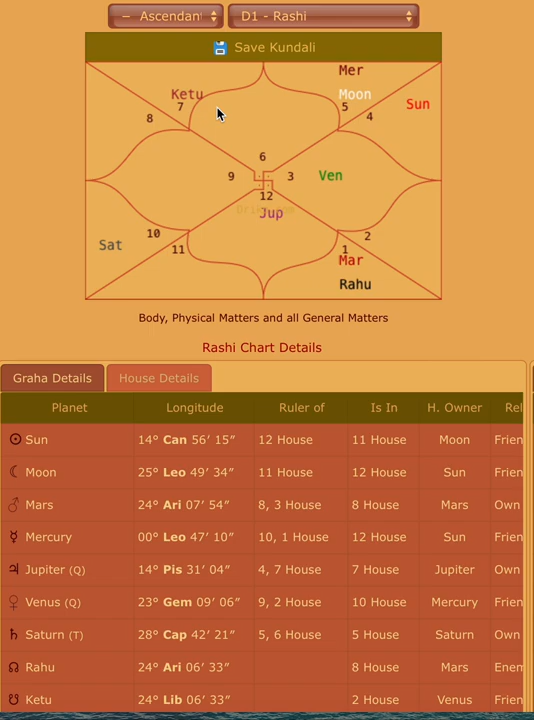 — Ascendant D1 - Rashi
Save Kundali
Mer
Ketu Moon
7 5 Sun
8 4
6
9 3 Ven
12
Jup
10 2
Sat 11 1
Mar
Rahu
Body, Physical Matters and all General Matters
Rashi Chart Details
Graha Details House Details
Planet Longitude Ruler of Is In H. Owner Rel
☉ Sun 14° Can 56′ 15″ 12 House 11 House Moon Frien
☾ Moon 25° Leo 49′ 34″ 11 House 12 House Sun Frien
♂ Mars 24° Ari 07′ 54″ 8, 3 House 8 House Mars Own
☿ Mercury 00° Leo 47′ 10″ 10, 1 House 12 House Sun Frien
♃ Jupiter (Q) 14° Pis 31′ 04″ 4, 7 House 7 House Jupiter Own
♀ Venus (Q) 23° Gem 09′ 06″ 9, 2 House 10 House Mercury Frien
♄ Saturn (T) 28° Cap 42′ 21″ 5, 6 House 5 House Saturn Own
☊ Rahu 24° Ari 06′ 33″ 8 House Mars Enem
☋ Ketu 24° Lib 06′ 33″ 2 House Venus Frien